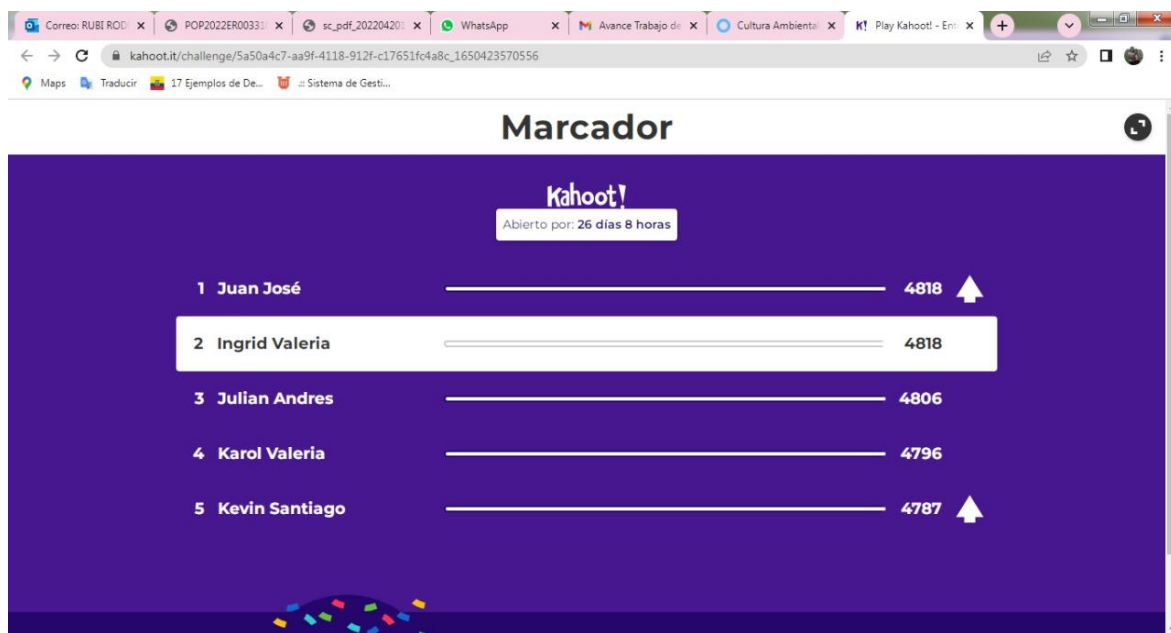 Correo: RUBI ROD
POP2022ER00331
sc_pdf_20220420
WhatsApp
Avance Trabajo de
Cultura Ambiental
K! Play Kahoot! - Ent
kahoot.it/challenge/5a50a4c7-aa9f-4118-912f-c17651fc4a8c_1650423570556
Maps
Traducir
17 Ejemplos de De...
.:: Sistema de Gesti...
Marcador
Kahoot!
Abierto por: 26 días 8 horas
1 Juan José 4818
2 Ingrid Valeria 4818
3 Julian Andres 4806
4 Karol Valeria 4796
5 Kevin Santiago 4787